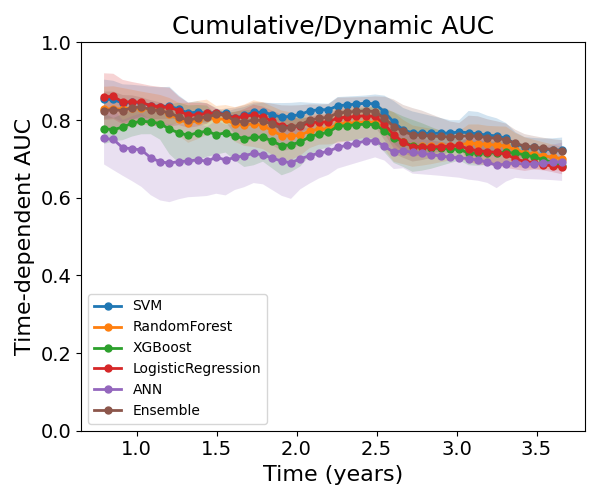 Cumulative/Dynamic AUC
Time-dependent AUC
1.0
0.8
0.6
0.4
0.2
0.0
SVM
RandomForest
XGBoost
LogisticRegression
ANN
Ensemble
1.0 1.5 2.0 2.5 3.0 3.5
Time (years)